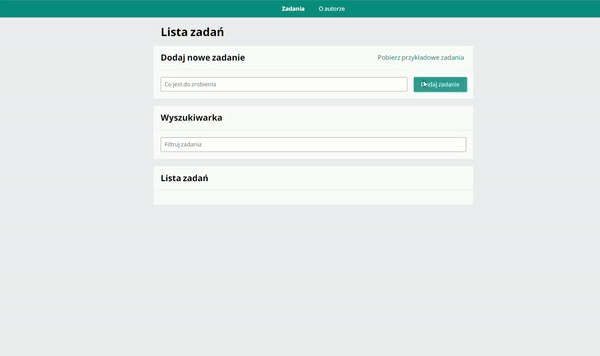 Zadania O autorze
Lista zadań
Dodaj nowe zadanie Pobierz przykładowe zadania
Co jest do zrobienia Dodaj zadanie
Wyszukiwarka
Filtruj zadania
Lista zadań